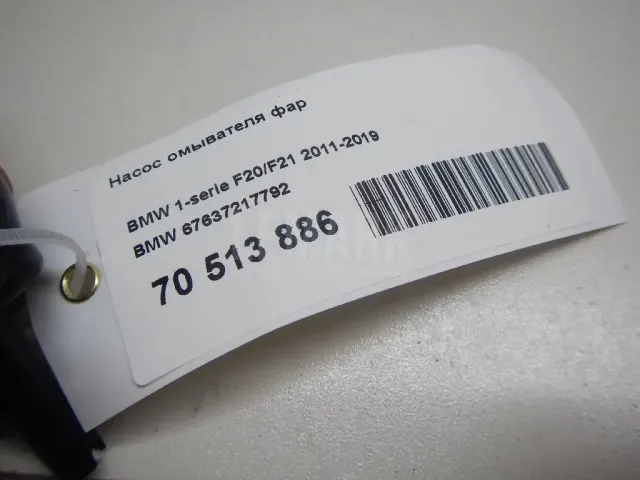 Насос омывателя фар
BMW 1-serie F20/F21 2011-2019
BMW 67637217792
70 513 886